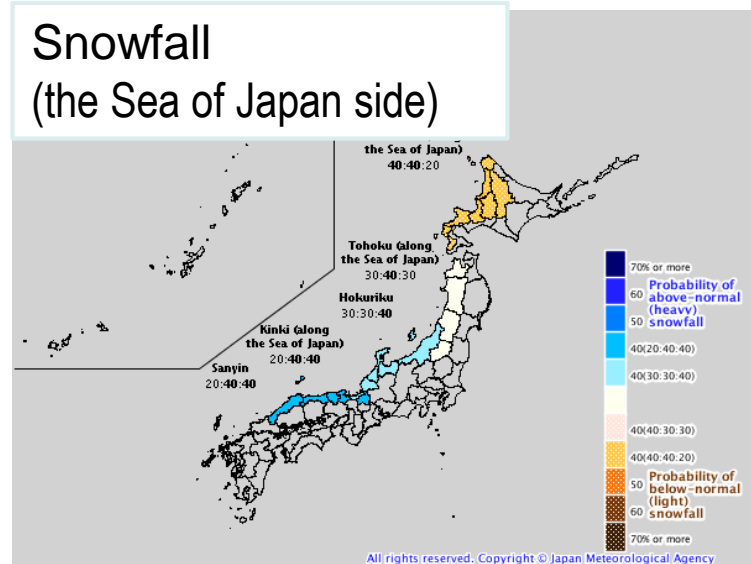 Snowfall
(the Sea of Japan side)
the Sea of Japan)
40:40:20
Tohoku (along
the Sea of Japan)
30:40:30
Hokuriku
30:30:40
Kinki (along
the Sea of Japan)
20:40:40
Sanyin
20:40:40
70% or more
60 Probability of
above-normal
(heavy)
50 snowfall
40(20:40:40)
40(30:30:40)
40(40:30:30)
40(40:40:20)
50 Probability of
below-normal
(light)
60 snowfall
70% or more
All rights reserved. Copyright © Japan Meteorological Agency